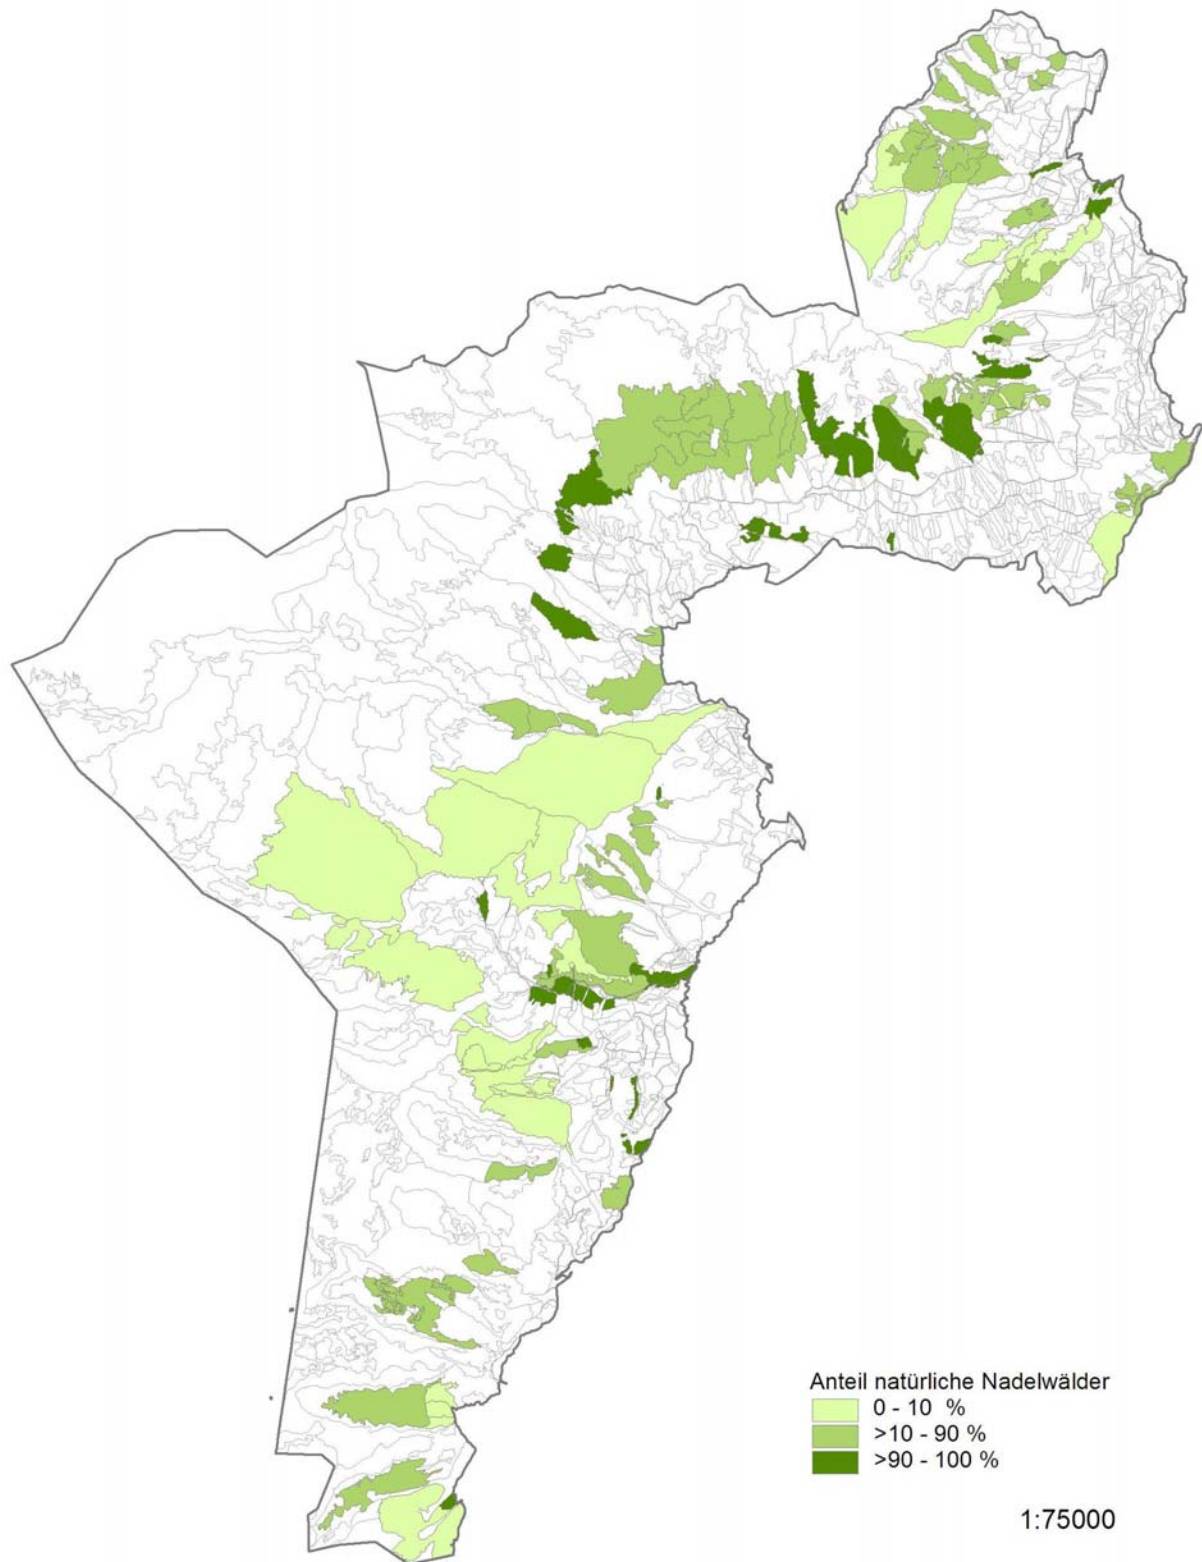 Anteil natürliche Nadelwälder
0 - 10 %
>10 - 90 %
>90 - 100 %
1:75000